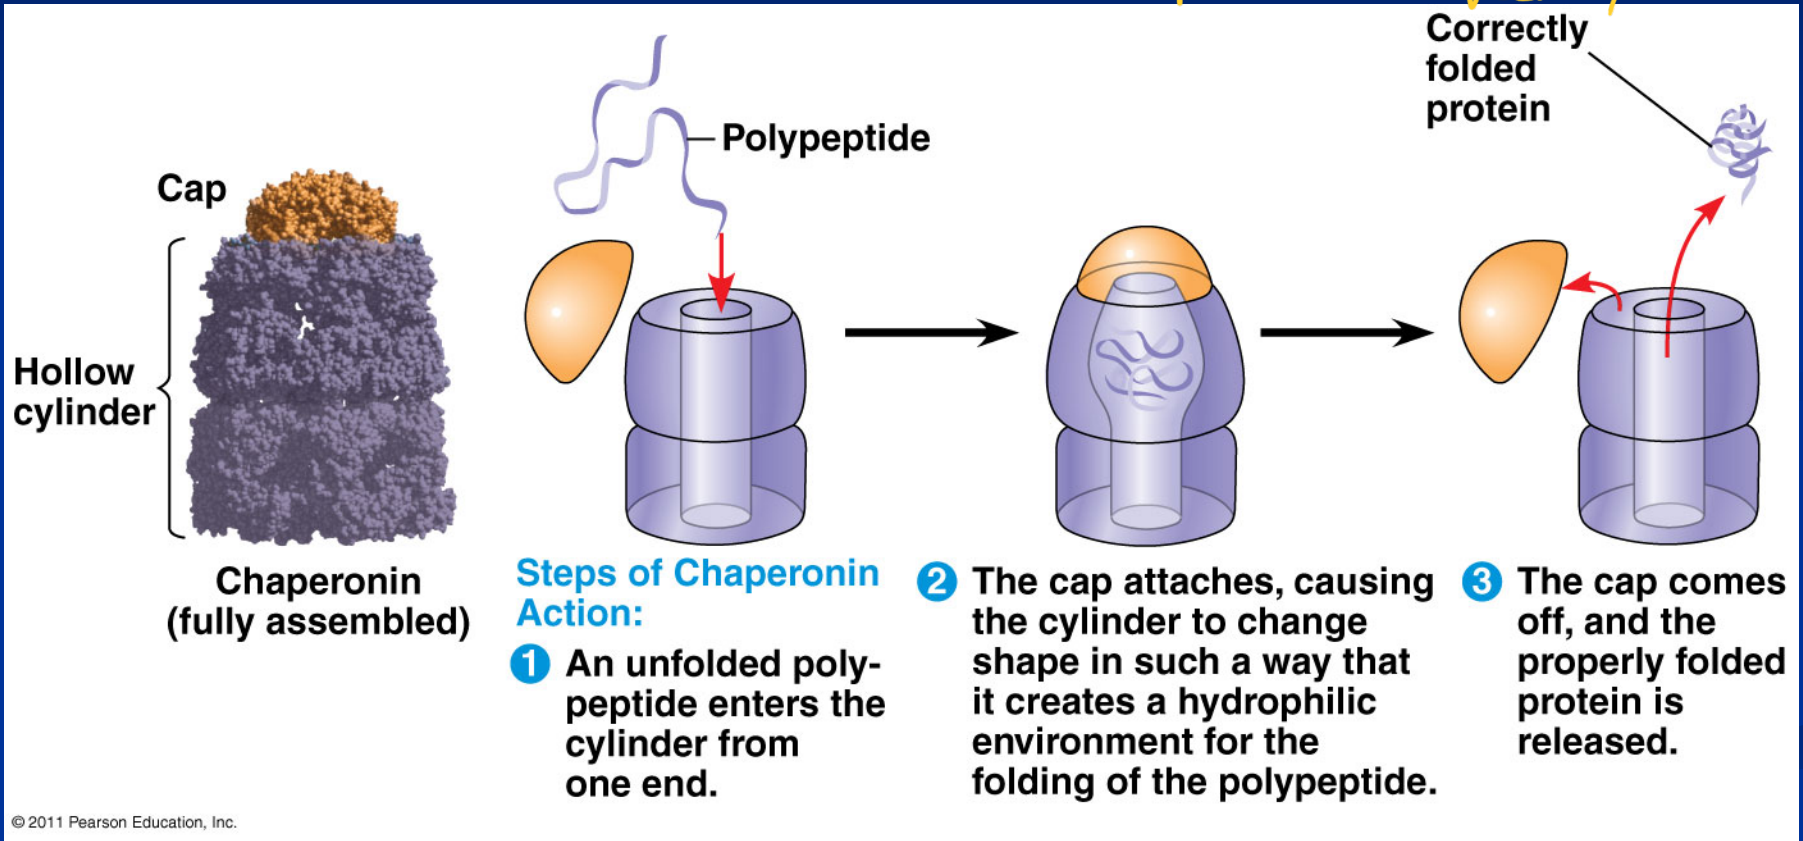 Correctly
folded
protein
Polypeptide
Cap
Hollow
cylinder
Chaperonin
(fully assembled)
Steps of Chaperonin
Action:
1 An unfolded poly-
peptide enters the
cylinder from
one end.
2 The cap attaches, causing
the cylinder to change
shape in such a way that
it creates a hydrophilic
environment for the
folding of the polypeptide.
3 The cap comes
off, and the
properly folded
protein is
released.
© 2011 Pearson Education, Inc.